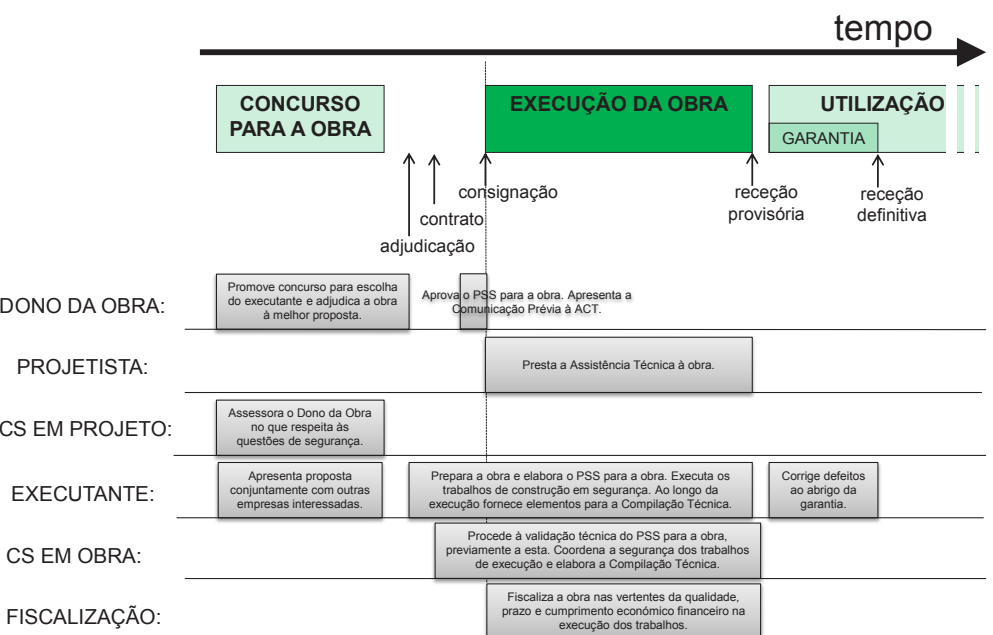 tempo
CONCURSO
PARA A OBRA
EXECUÇÃO DA OBRA
UTILIZAÇÃO
GARANTIA
consignação
contrato
adjudicação
receção
provisória
receção
definitiva
DONO DA OBRA:
Promove concurso para escolha
do executante e adjudica a obra
à melhor proposta.
Aprova o PSS para a obra. Apresenta a
Comunicação Prévia à ACT.
PROJETISTA:
Presta a Assistência Técnica à obra.
CS EM PROJETO:
Assessora o Dono da Obra
no que respeita às
questões de segurança.
EXECUTANTE:
Apresenta proposta
conjuntamente com outras
empresas interessadas.
Prepara a obra e elabora o PSS para a obra. Executa os
trabalhos de construção em segurança. Ao longo da
execução fornece elementos para a Compilação Técnica.
Corrige defeitos
ao abrigo da
garantia.
CS EM OBRA:
Procede à validação técnica do PSS para a obra,
previamente a esta. Coordena a segurança dos trabalhos
de execução e elabora a Compilação Técnica.
FISCALIZAÇÃO:
Fiscaliza a obra nas vertentes da qualidade,
prazo e cumprimento económico financeiro na
execução dos trabalhos.